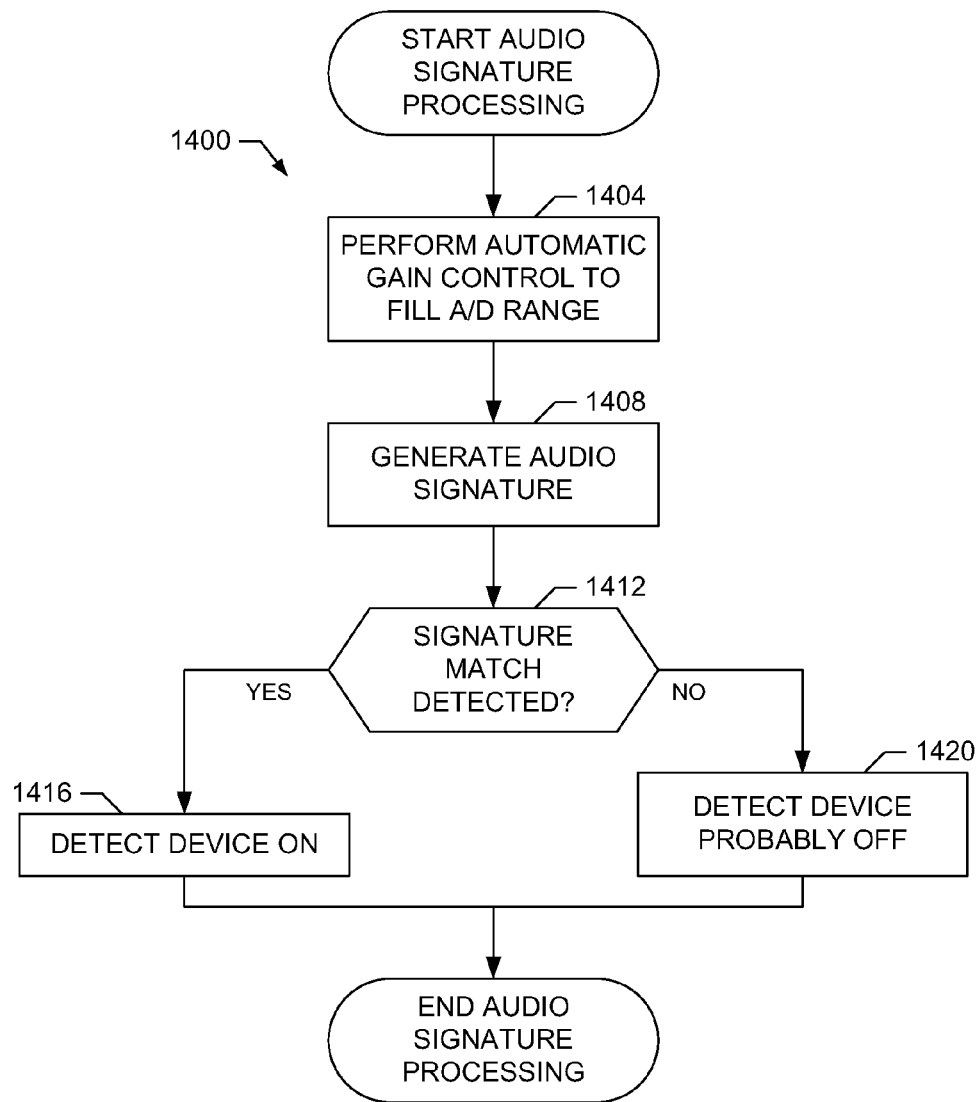 START AUDIO
SIGNATURE
PROCESSING
1400
1404
PERFORM AUTOMATIC
GAIN CONTROL TO
FILL A/D RANGE
1408
GENERATE AUDIO
SIGNATURE
1412
SIGNATURE
MATCH
DETECTED?
YES
NO
1416
DETECT DEVICE ON
1420
DETECT DEVICE
PROBABLY OFF
END AUDIO
SIGNATURE
PROCESSING